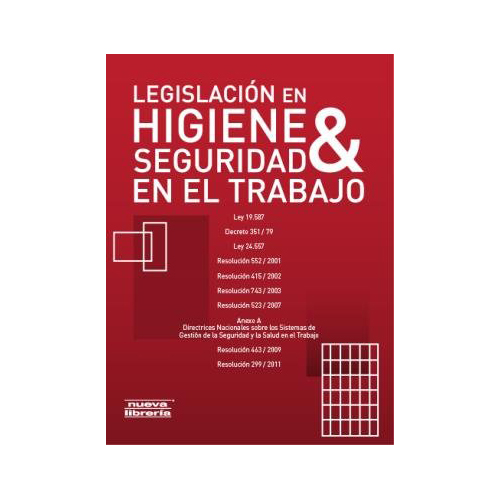 LEGISLACIÓN EN
HIGIENE &
SEGURIDAD
EN EL TRABAJO
Ley 19.587
Decreto 351 / 79
Ley 24.557
Resolución 552 / 2001
Resolución 415 / 2002
Resolución 743 / 2003
Resolución 523 / 2007
Anexo A
Directrices Nacionales sobre los Sistemas de
Gestión de la Seguridad y la Salud en el Trabajo
Resolución 463 / 2009
Resolución 299 / 2011
nueva
librería